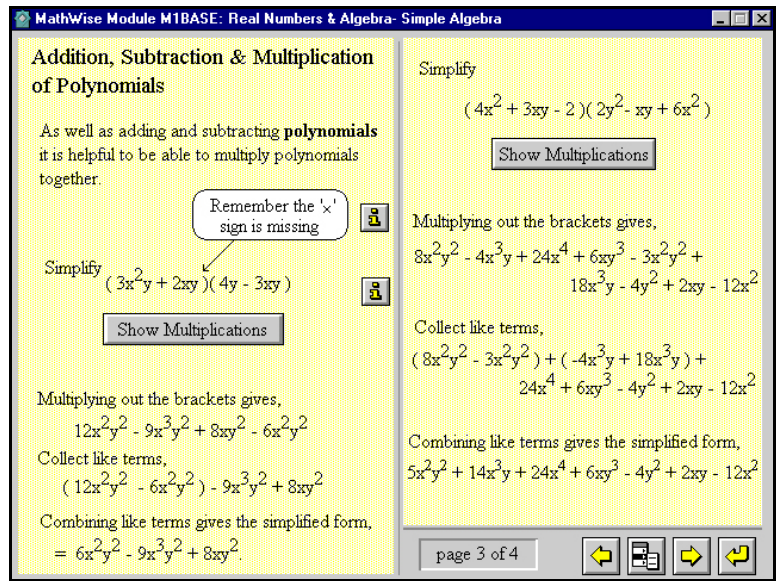 MathWise Module M1BASE: Real Numbers & Algebra- Simple Algebra
Addition, Subtraction & Multiplication
of Polynomials
As well as adding and subtracting polynomials
it is helpful to be able to multiply polynomials
together.
Remember the 'x'
sign is missing
Simplify ( 3x²y + 2xy )( 4y - 3xy )
Show Multiplications
Multiplying out the brackets gives,
12x²y² - 9x³y² + 8xy² - 6x²y²
Collect like terms,
( 12x²y² - 6x²y² ) - 9x³y² + 8xy²
Combining like terms gives the simplified form,
= 6x²y² - 9x³y² + 8xy².
Simplify
( 4x² + 3xy - 2 )( 2y² - xy + 6x² )
Show Multiplications
Multiplying out the brackets gives,
8x²y² - 4x³y + 24x⁴ + 6xy³ - 3x²y² +
18x³y - 4y² + 2xy - 12x²
Collect like terms,
( 8x²y² - 3x²y² ) + ( -4x³y + 18x³y ) +
24x⁴ + 6xy³ - 4y² + 2xy - 12x²
Combining like terms gives the simplified form,
5x²y² + 14x³y + 24x⁴ + 6xy³ - 4y² + 2xy - 12x²
page 3 of 4